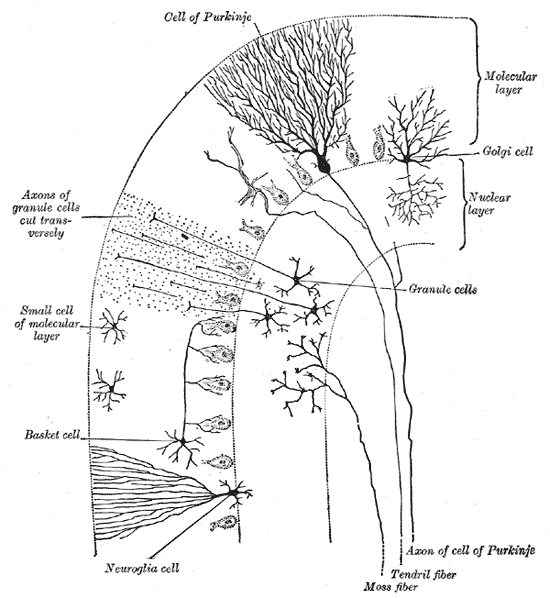 Cell of Purkinje
Molecular
layer
Golgi cell
Nuclear
layer
Axons of
granule cells
cut trans-
versely
Granule cells
Small cell
of molecular
layer
Basket cell
Axon of cell of Purkinje
Neuroglia cell
Tendril fiber
Moss fiber